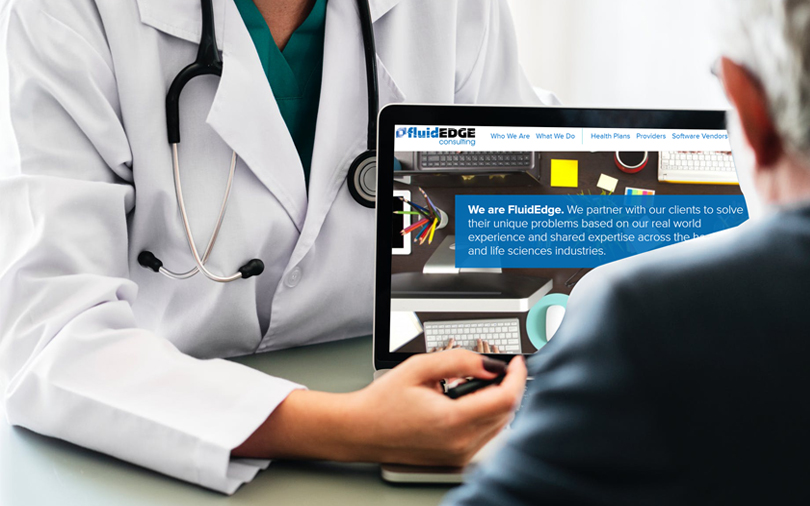 fluidEDGE
consulting
Who We Are What We Do Health Plans Providers Software Vendors
We are FluidEdge. We partner with our clients to solve
their unique problems based on our real world
experience and shared expertise across the
and life sciences industries.